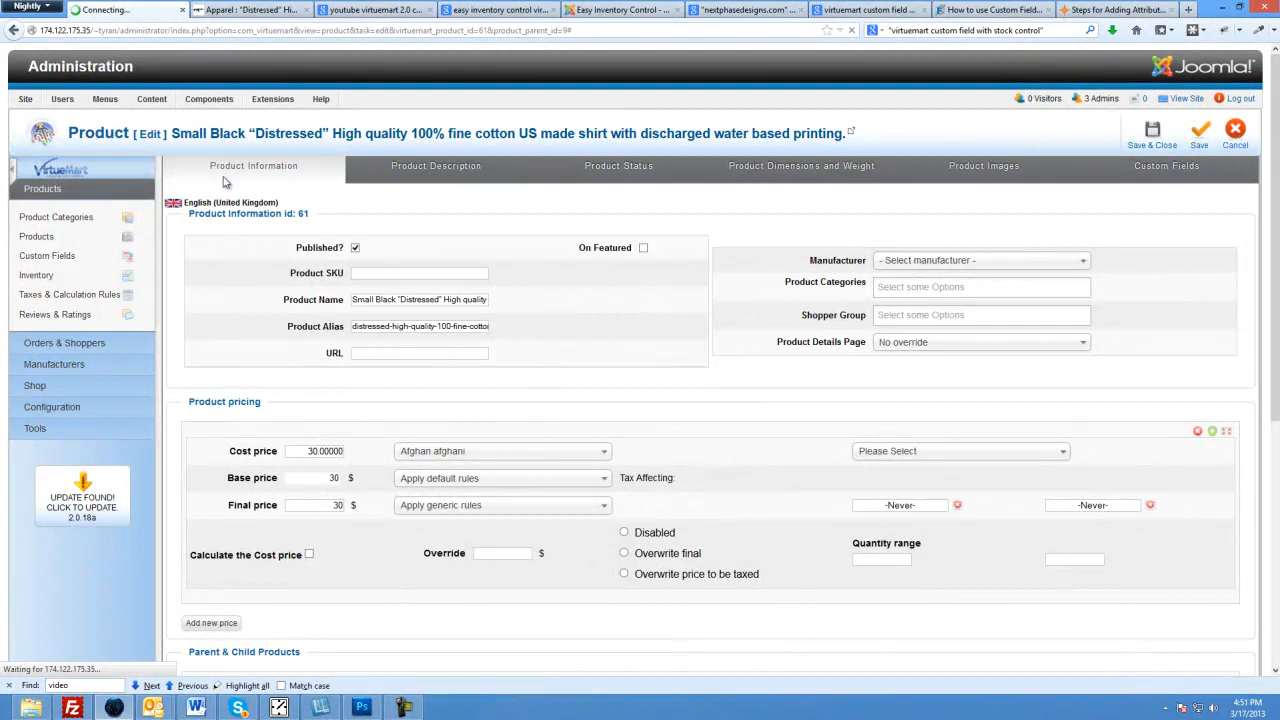 Nightly
Connecting...
Apparel : "Distressed" Hi...
youtube virtuemart 2.0 c...
easy inventory control vir...
Easy Inventory Control - ...
"nextphasedesigns.com" ...
virtuemart custom field ...
How to use Custom Field...
Steps for Adding Attribut...
174.122.175.35/~tyran/administrator/index.php?option=com_virtuemart&view=product&task=edit&virtuemart_product_id=61&product_parent_id=9#
"virtuemart custom field with stock control"
Administration
Joomla!
Site Users Menus Content Components Extensions Help
0 Visitors 3 Admins 0 View Site Log out
Product [ Edit ] Small Black “Distressed” High quality 100% fine cotton US made shirt with discharged water based printing.
Save & Close Save Cancel
VirtueMart
Product Information Product Description Product Status Product Dimensions and Weight Product Images Custom Fields
Products
Product Categories
Products
Custom Fields
Inventory
Taxes & Calculation Rules
Reviews & Ratings
Orders & Shoppers
Manufacturers
Shop
Configuration
Tools
UPDATE FOUND!
CLICK TO UPDATE.
2.0.18a
English (United Kingdom)
Product Information id: 61
Published? On Featured
Product SKU
Product Name Small Black “Distressed” High quality
Product Alias distressed-high-quality-100-fine-cotton
URL
Manufacturer - Select manufacturer -
Product Categories Select some Options
Shopper Group Select some Options
Product Details Page No override
Product pricing
Cost price 30.00000 Afghan afghani Please Select
Base price 30 $ Apply default rules Tax Affecting:
Final price 30 $ Apply generic rules -Never- -Never-
Disabled
Calculate the Cost price Override $ Overwrite final
Overwrite price to be taxed
Quantity range
Add new price
Parent & Child Products
Waiting for 174.122.175.35...
Find: video Next Previous Highlight all Match case
4:51 PM
3/17/2013